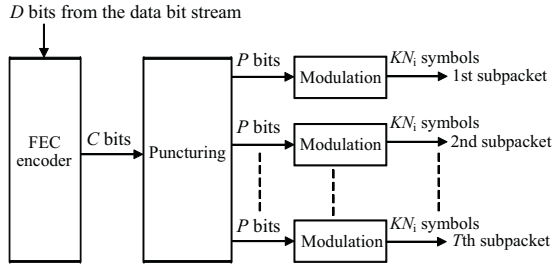 D bits from the data bit stream
FEC
encoder
C bits
Puncturing
P bits
Modulation
KNi symbols
1st subpacket
P bits
Modulation
KNi symbols
2nd subpacket
P bits
Modulation
KNi symbols
Tth subpacket